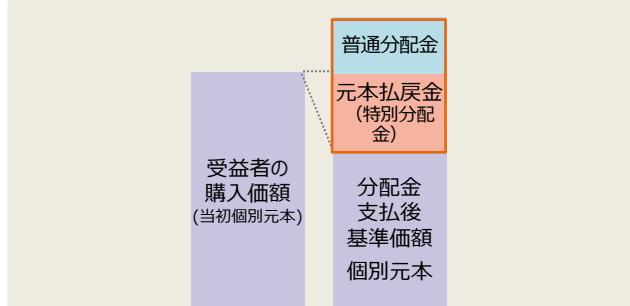 普通分配金
元本払戻金
（特別分配
金）
受益者の
購入価額
(当初個別元本)
分配金
支払後
基準価額
個別元本